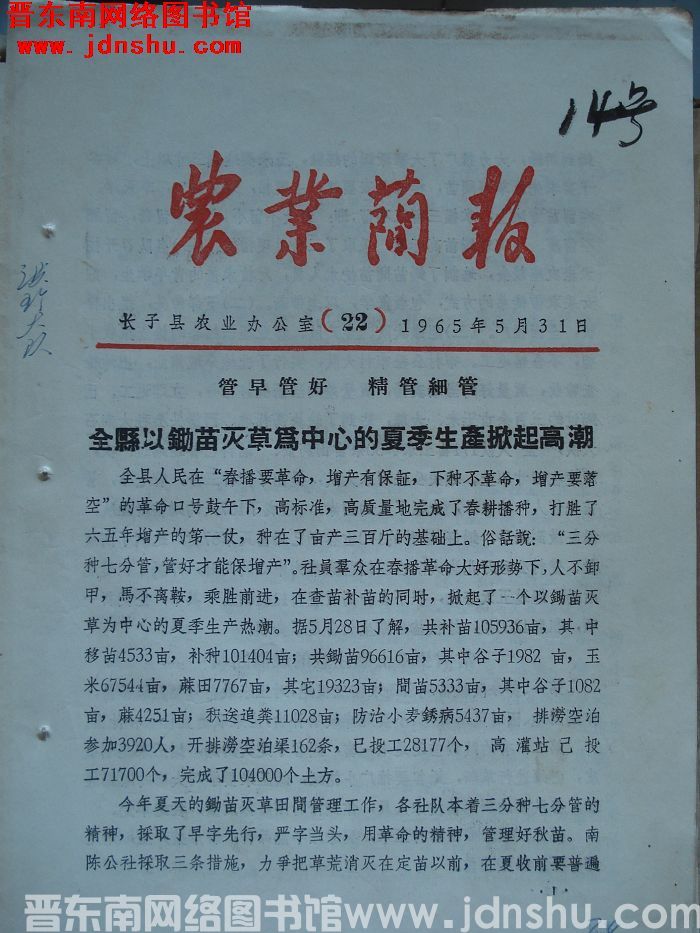 晋东南网络图书馆
www.jdnshu.com
14号
农業简报
长子县农业办公室(22) 1965年5月31日
管早管好 精管細管
全縣以鋤苗灭草為中心的夏季生產掀起高潮
全县人民在“春播要革命,增产有保証,下种不革命,增产要落
空”的革命口号鼓午下,高标准,高质量地完成了春耕播种,打胜了
六五年增产的第一仗,种在了亩产三百斤的基础上。俗話說:“三分
种七分管,管好才能保增产”。社員羣众在春播革命大好形势下,人不卸
甲,馬不离鞍,乘胜前进,在查苗补苗的同时,掀起了一个以鋤苗灭
草为中心的夏季生产热潮。据5月28日了解,共补苗105936亩,其中
移苗4533亩,补种101404亩;共鋤苗96616亩,其中谷子1982亩,玉
米67544亩,蔴田7767亩,其它19323亩;間苗5333亩,其中谷子1082
亩,蔴4251亩;积送追粪11028亩;防治小麦銹病5437亩,排澇空泊
参加3920人,开排澇空泊渠162条,已投工28177个,高灌站己投
工71700个,完成了104000个土方。
今年夏天的鋤苗灭草田間管理工作,各社队本着三分种七分管的
精神,採取了早字先行,严字当头,用革命的精神,管理好秋苗。南
陈公社採取三条措施,力爭把草荒消灭在定苗以前,在夏收前要普遍
·1·
晋东南网络图书馆www.jdnshu.com